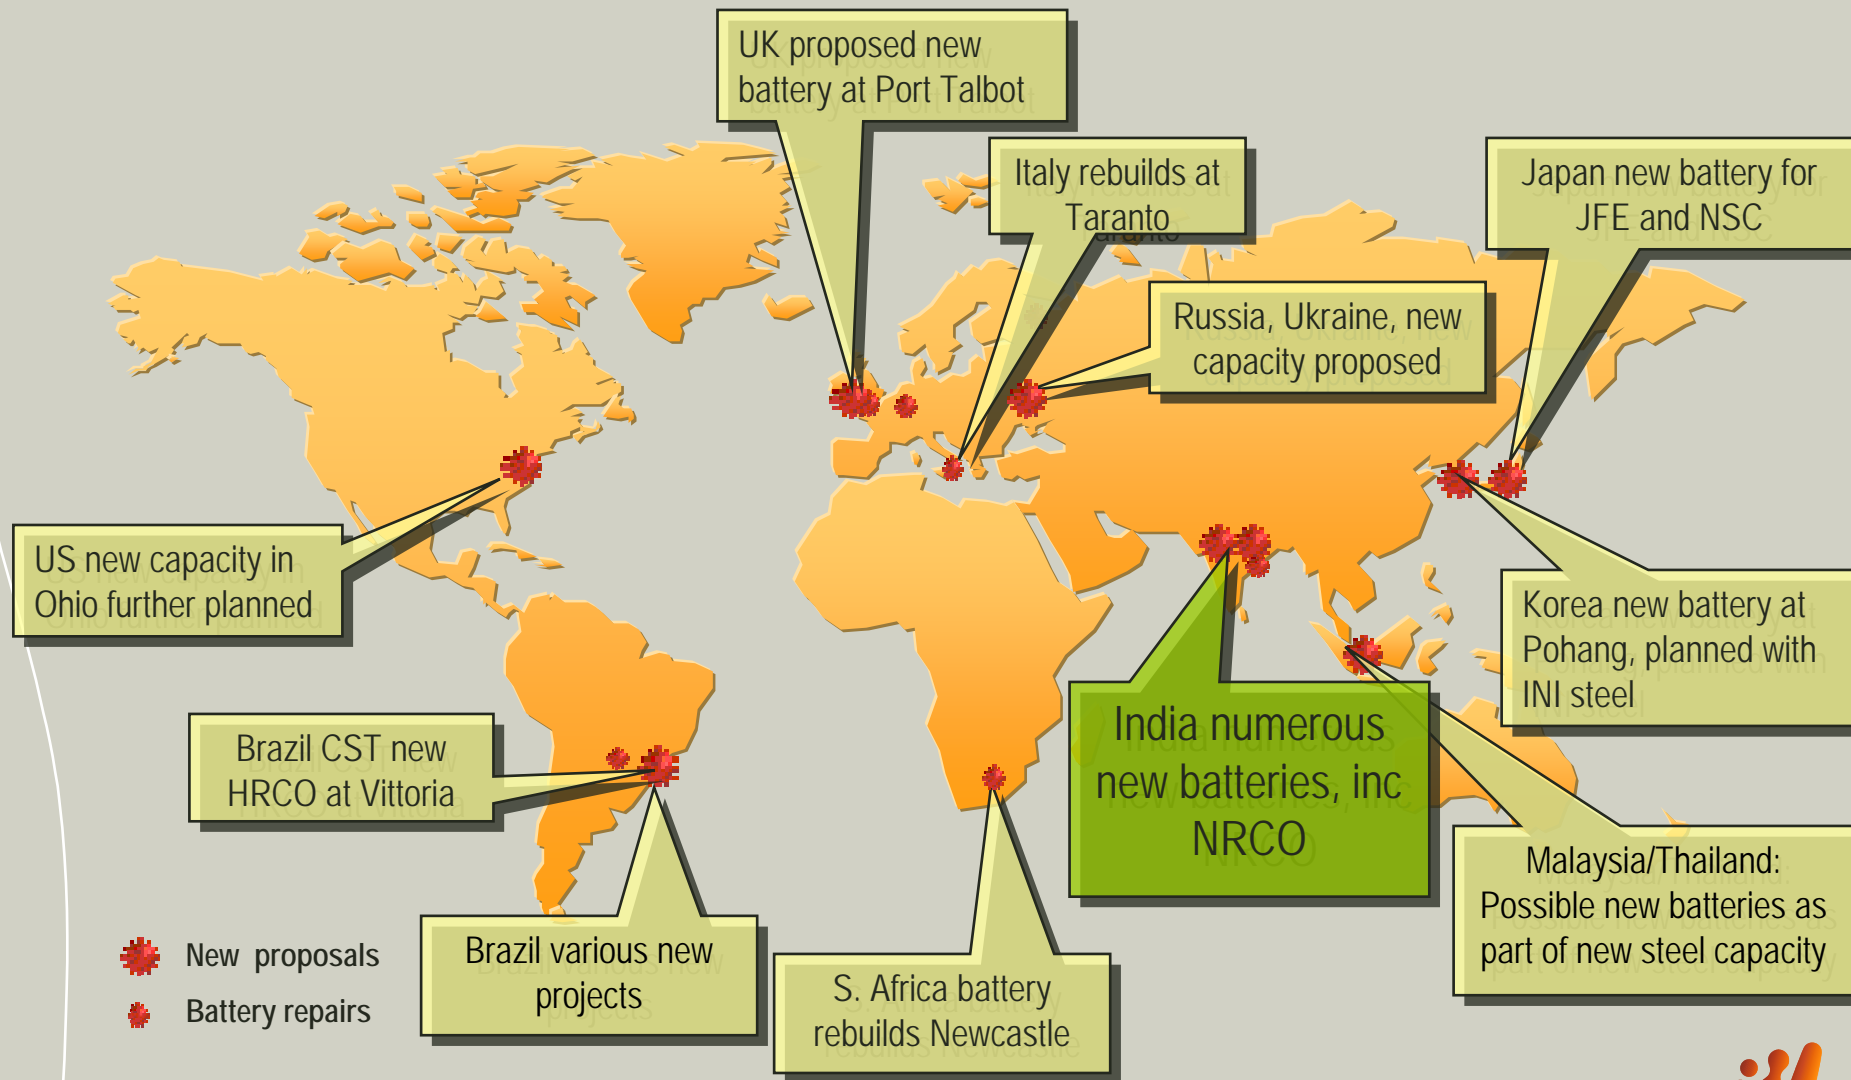 UK proposed new
battery at Port Talbot
Italy rebuilds at
Taranto
Japan new battery for
JFE and NSC
Russia, Ukraine, new
capacity proposed
US new capacity in
Ohio further planned
Korea new battery at
Pohang, planned with
INI steel
India numerous
new batteries, inc
NRCO
Brazil CST new
HRCO at Vittoria
Malaysia/Thailand:
Possible new batteries as
part of new steel capacity
Brazil various new
projects
S. Africa battery
rebuilds Newcastle
New proposals
Battery repairs